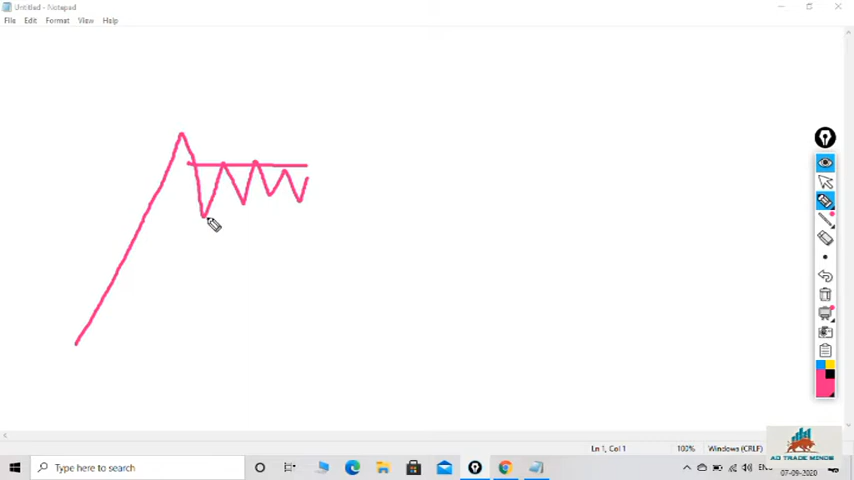 Untitled - Notepad
File Edit Format View Help
Ln 1, Col 1 100% Windows (CRLF)
AD TRADE MINDS
Type here to search
07-09-2020